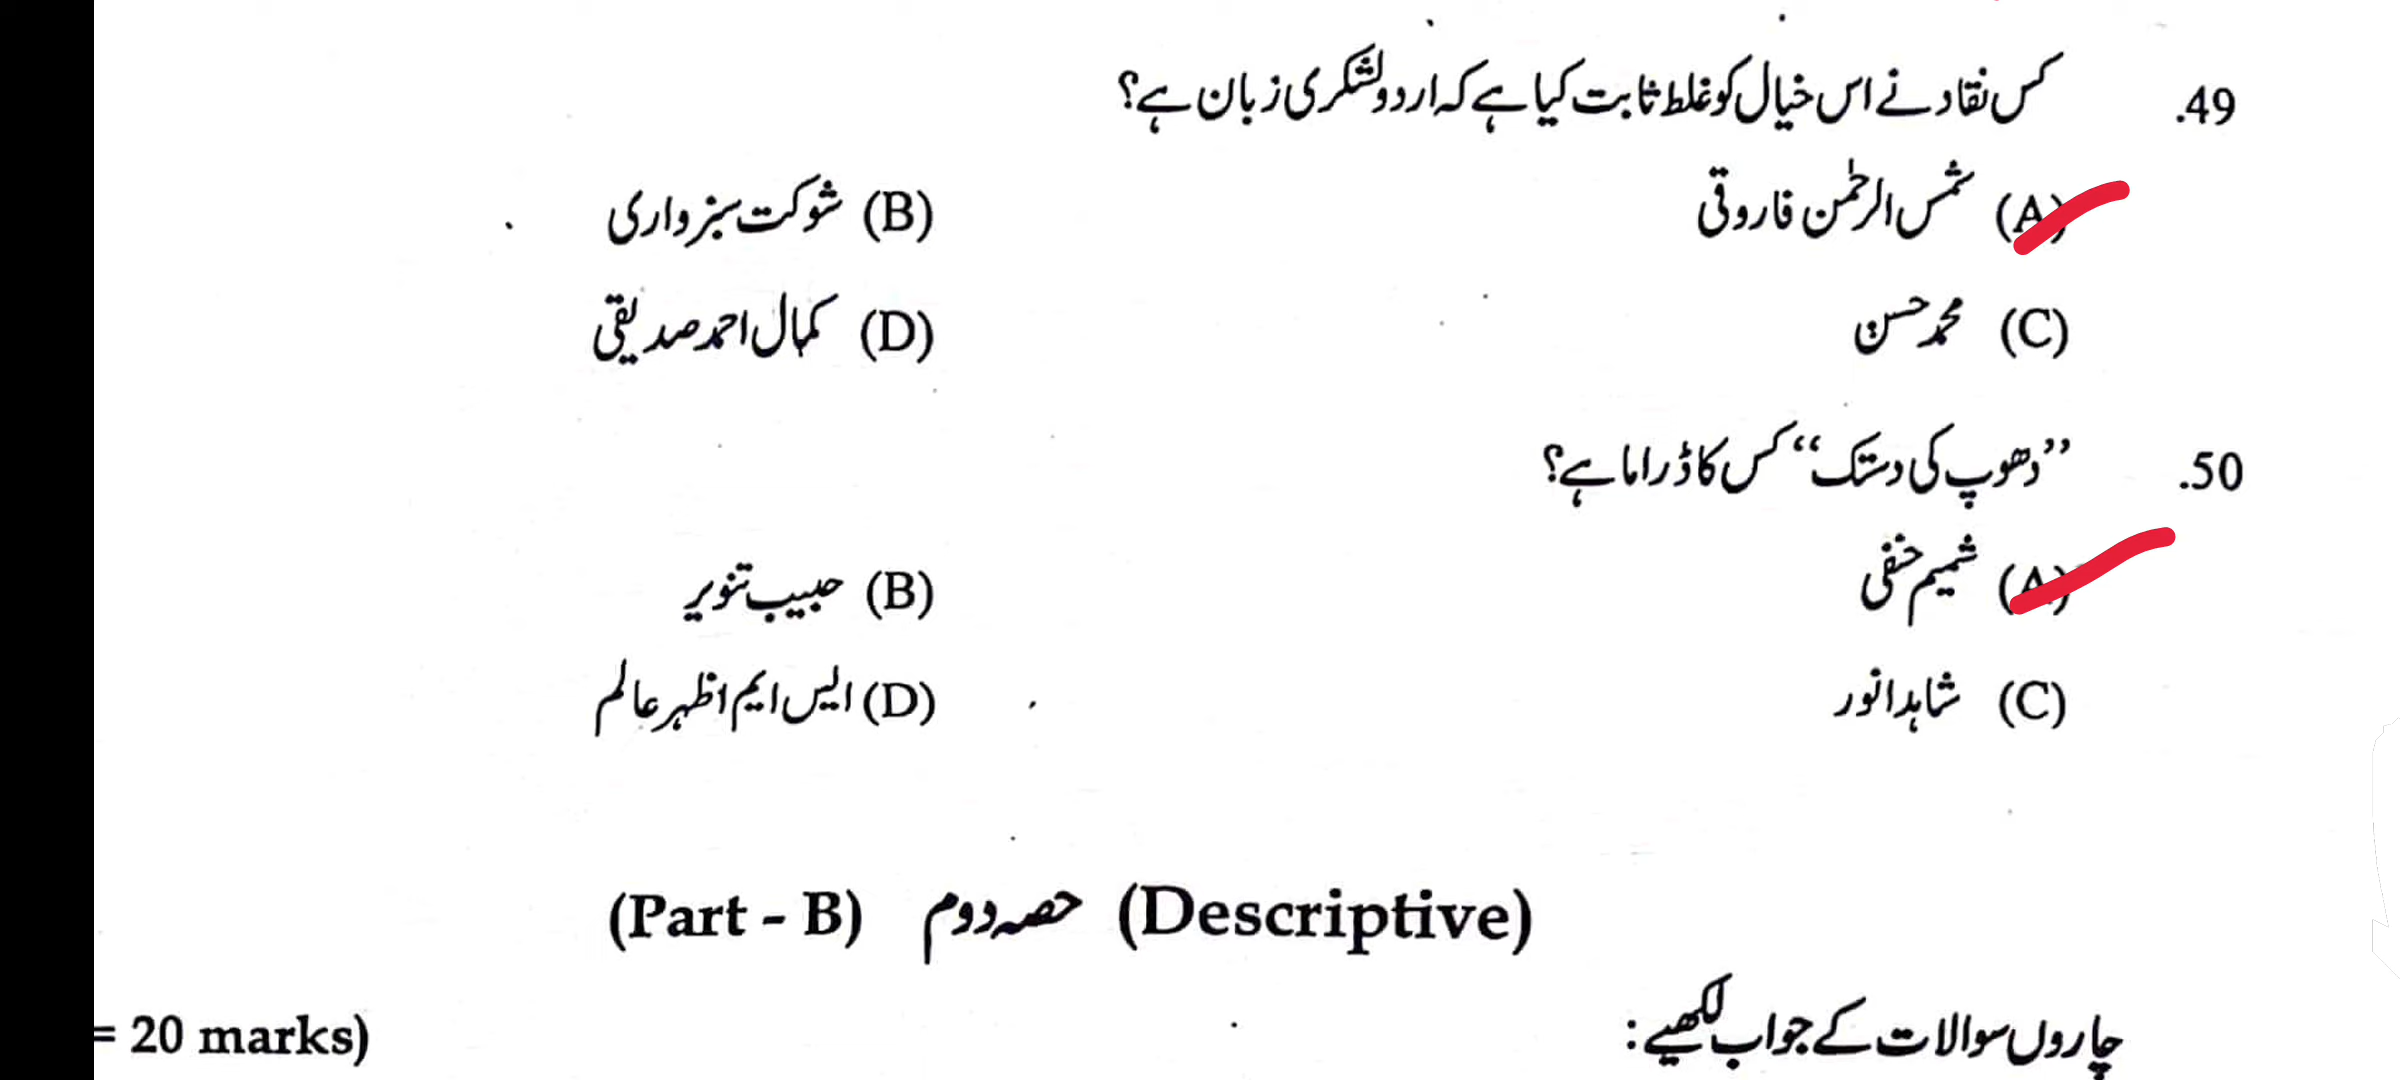 49. کس نقاد نے اس خیال کو غلط ثابت کیا ہے کہ اردو لشکری زبان ہے؟
(A) شمس الرحمٰن فاروقی (B) شوکت سبزواری
(C) محمد حسن (D) کمال احمد صدیقی
50. ”دھوپ کی دستک“ کس کا ڈراما ہے؟
(A) شمیم حنفی (B) حبیب تنویر
(C) شاہد انور (D) ایس ایم اظہر عالم
(Descriptive) حصہ دوم (Part - B)
چاروں سوالات کے جواب لکھیے :
= 20 marks)